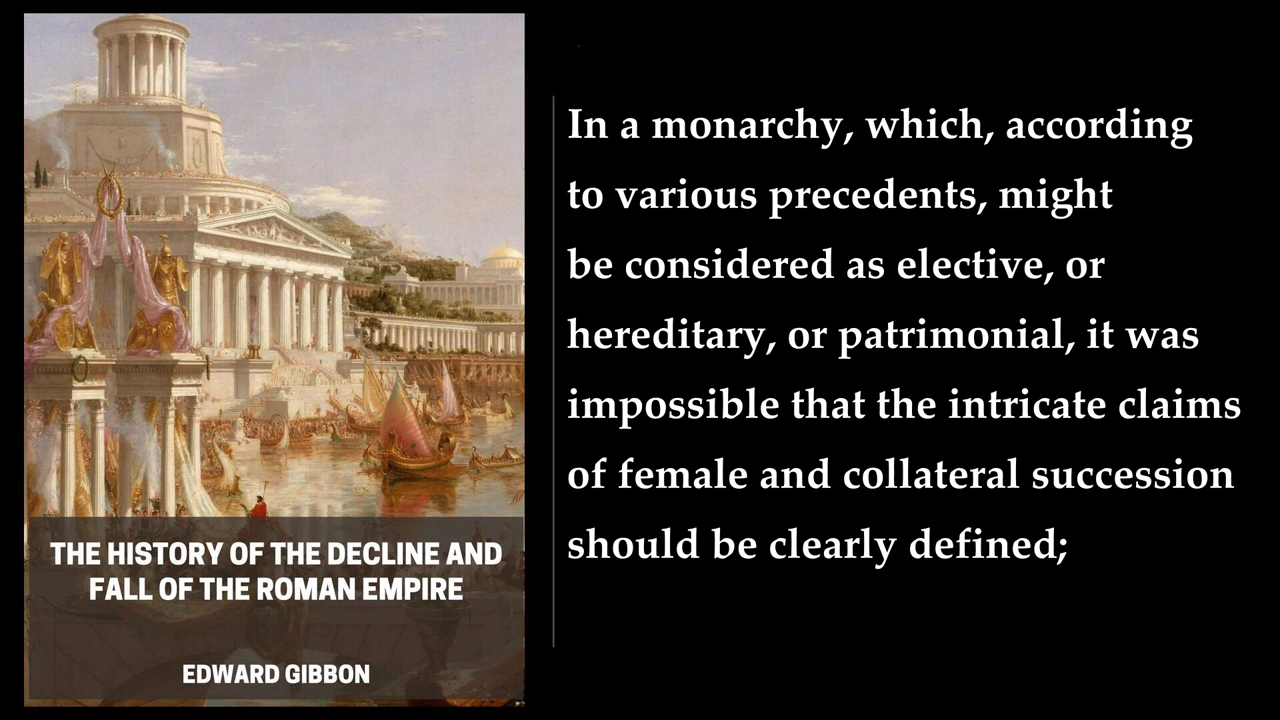 THE HISTORY OF THE DECLINE AND
FALL OF THE ROMAN EMPIRE
EDWARD GIBBON
In a monarchy, which, according
to various precedents, might
be considered as elective, or
hereditary, or patrimonial, it was
impossible that the intricate claims
of female and collateral succession
should be clearly defined;